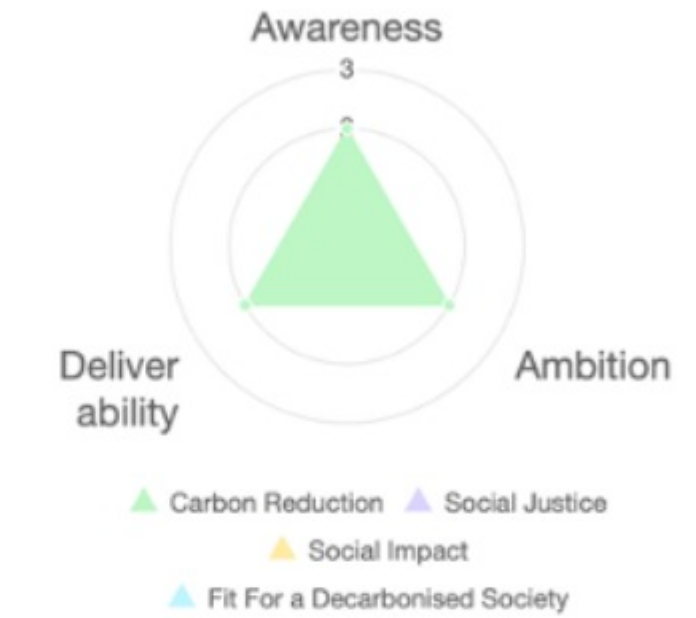 Awareness
3
Deliver
ability
Ambition
Carbon Reduction
Social Justice
Social Impact
Fit For a Decarbonised Society